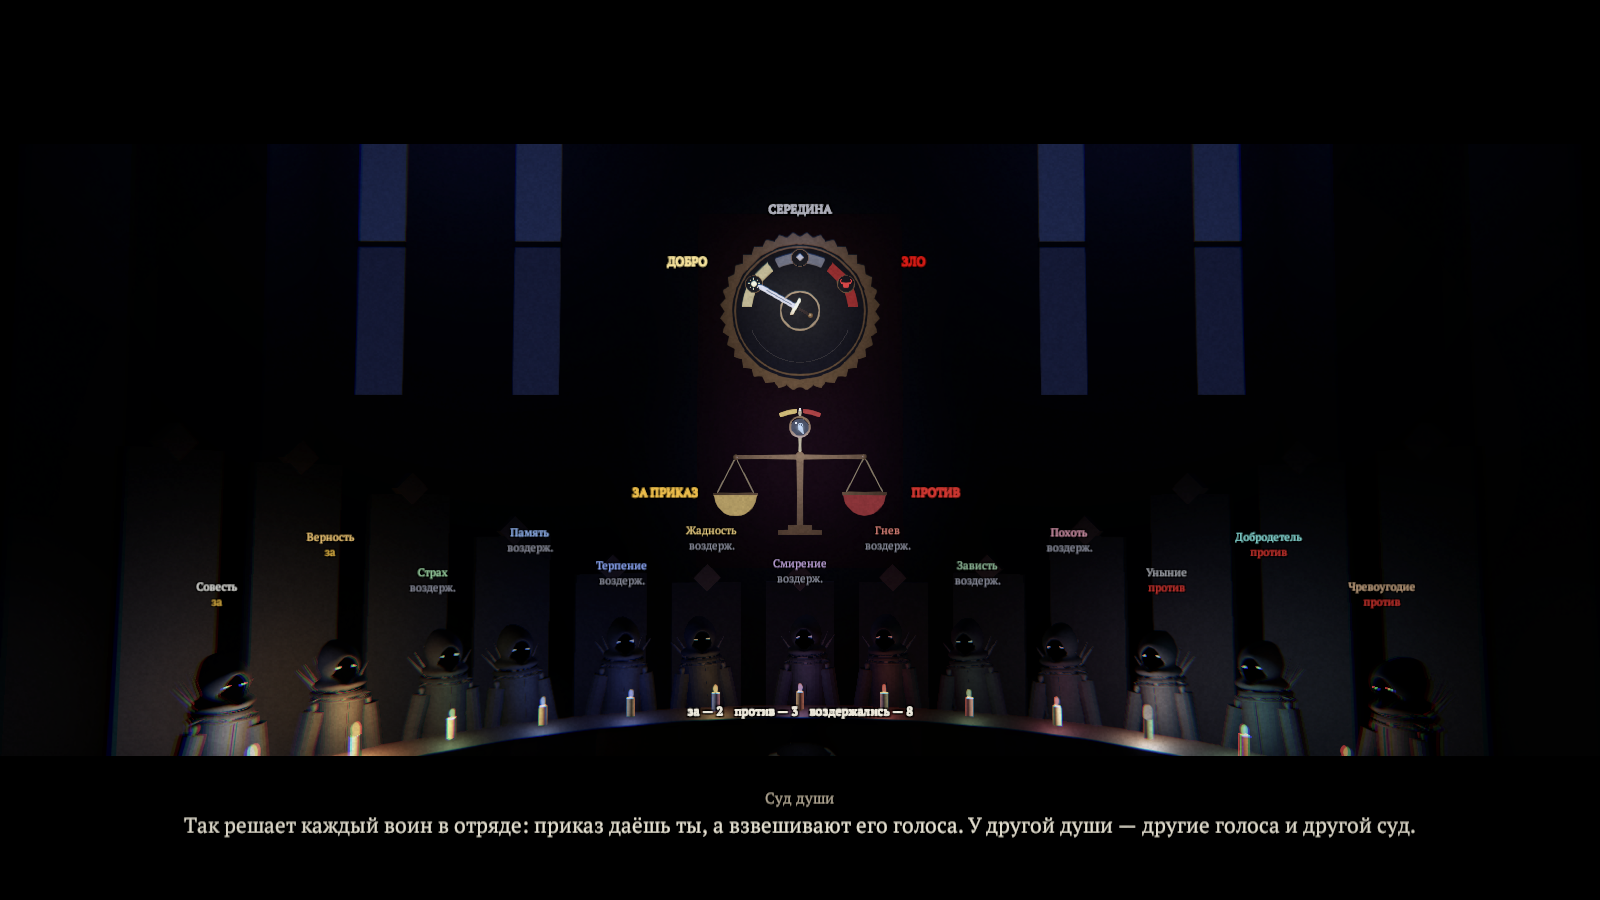 СЕРЕДИНА
ДОБРО
ЗЛО
ЗА ПРИКАЗ
ПРОТИВ
Совесть
за
Верность
за
Страх
воздерж.
Память
воздерж.
Терпение
воздерж.
Жадность
воздерж.
Смирение
воздерж.
Гнев
воздерж.
Зависть
воздерж.
Похоть
воздерж.
Уныние
против
Добродетель
против
Чревоугодие
против
за — 2 против — 3 воздержались — 8
Суд души
Так решает каждый воин в отряде: приказ даёшь ты, а взвешивают его голоса. У другой души — другие голоса и другой суд.